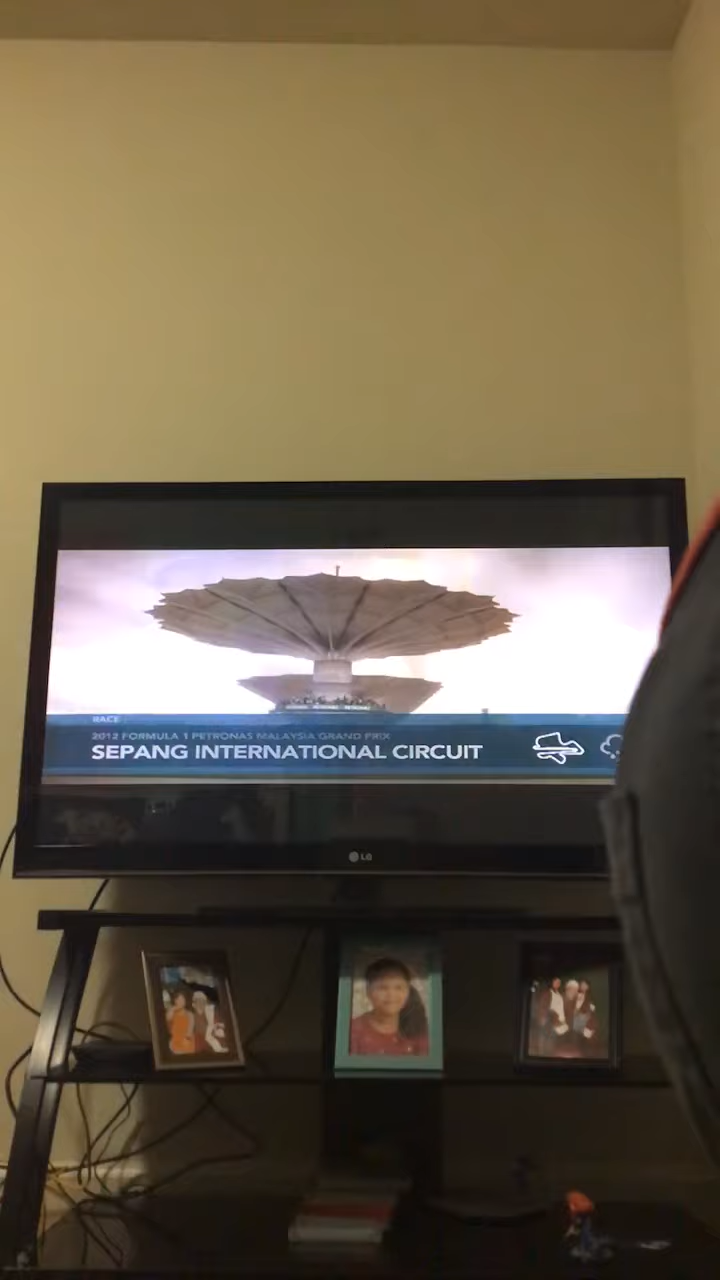 RACE
2012 FORMULA 1 PETRONAS MALAYSIA GRAND PRIX
SEPANG INTERNATIONAL CIRCUIT
LG